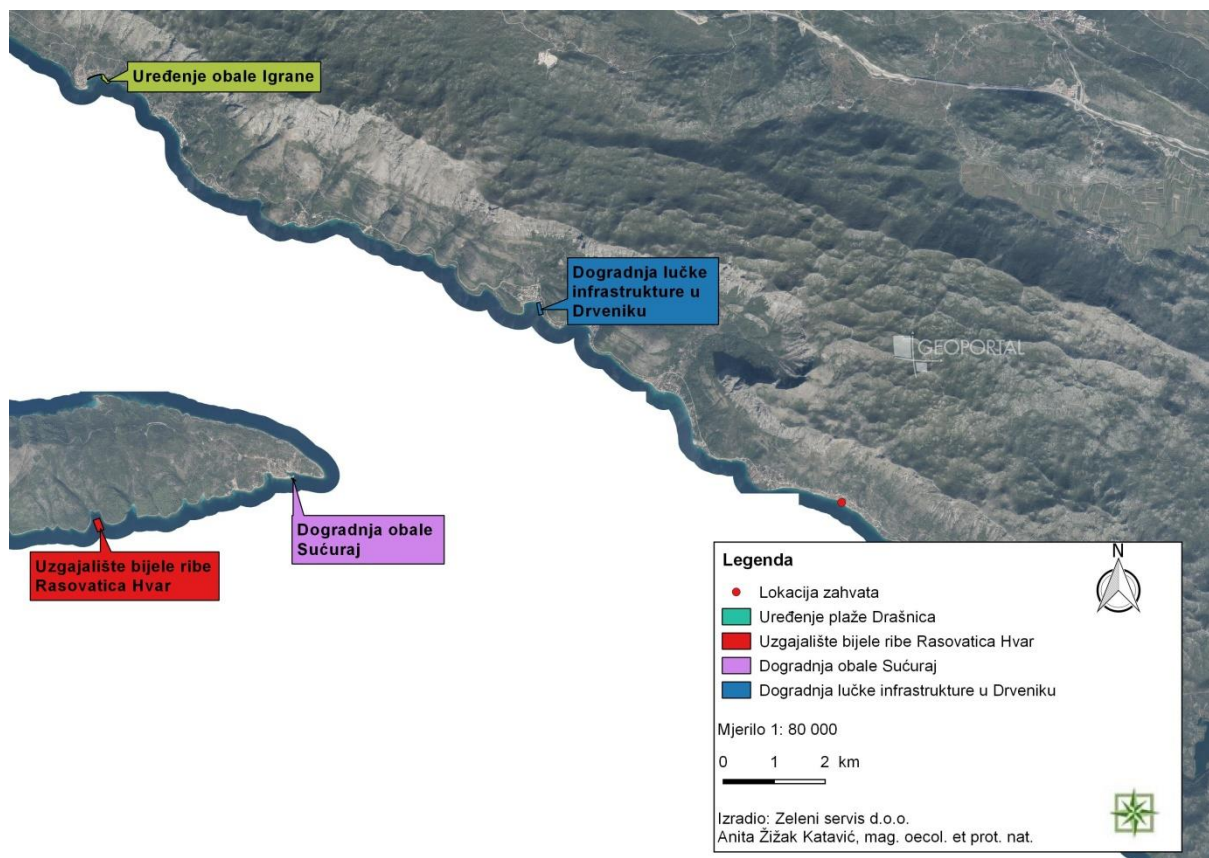 Uređenje obale Igrane
Dogradnja lučke
infrastrukture u
Drveniku
GEOPORTAL
Dogradnja obale
Sućuraj
Uzgajalište bijele ribe
Rasovatica Hvar
Legenda
N
Lokacija zahvata
Uređenje plaže Drašnica
Uzgajalište bijele ribe Rasovatica Hvar
Dogradnja obale Sućuraj
Dogradnja lučke infrastrukture u Drveniku
Mjerilo 1: 80 000
0 1 2 km
Izradio: Zeleni servis d.o.o.
Anita Žižak Katavić, mag. oecol. et prot. nat.